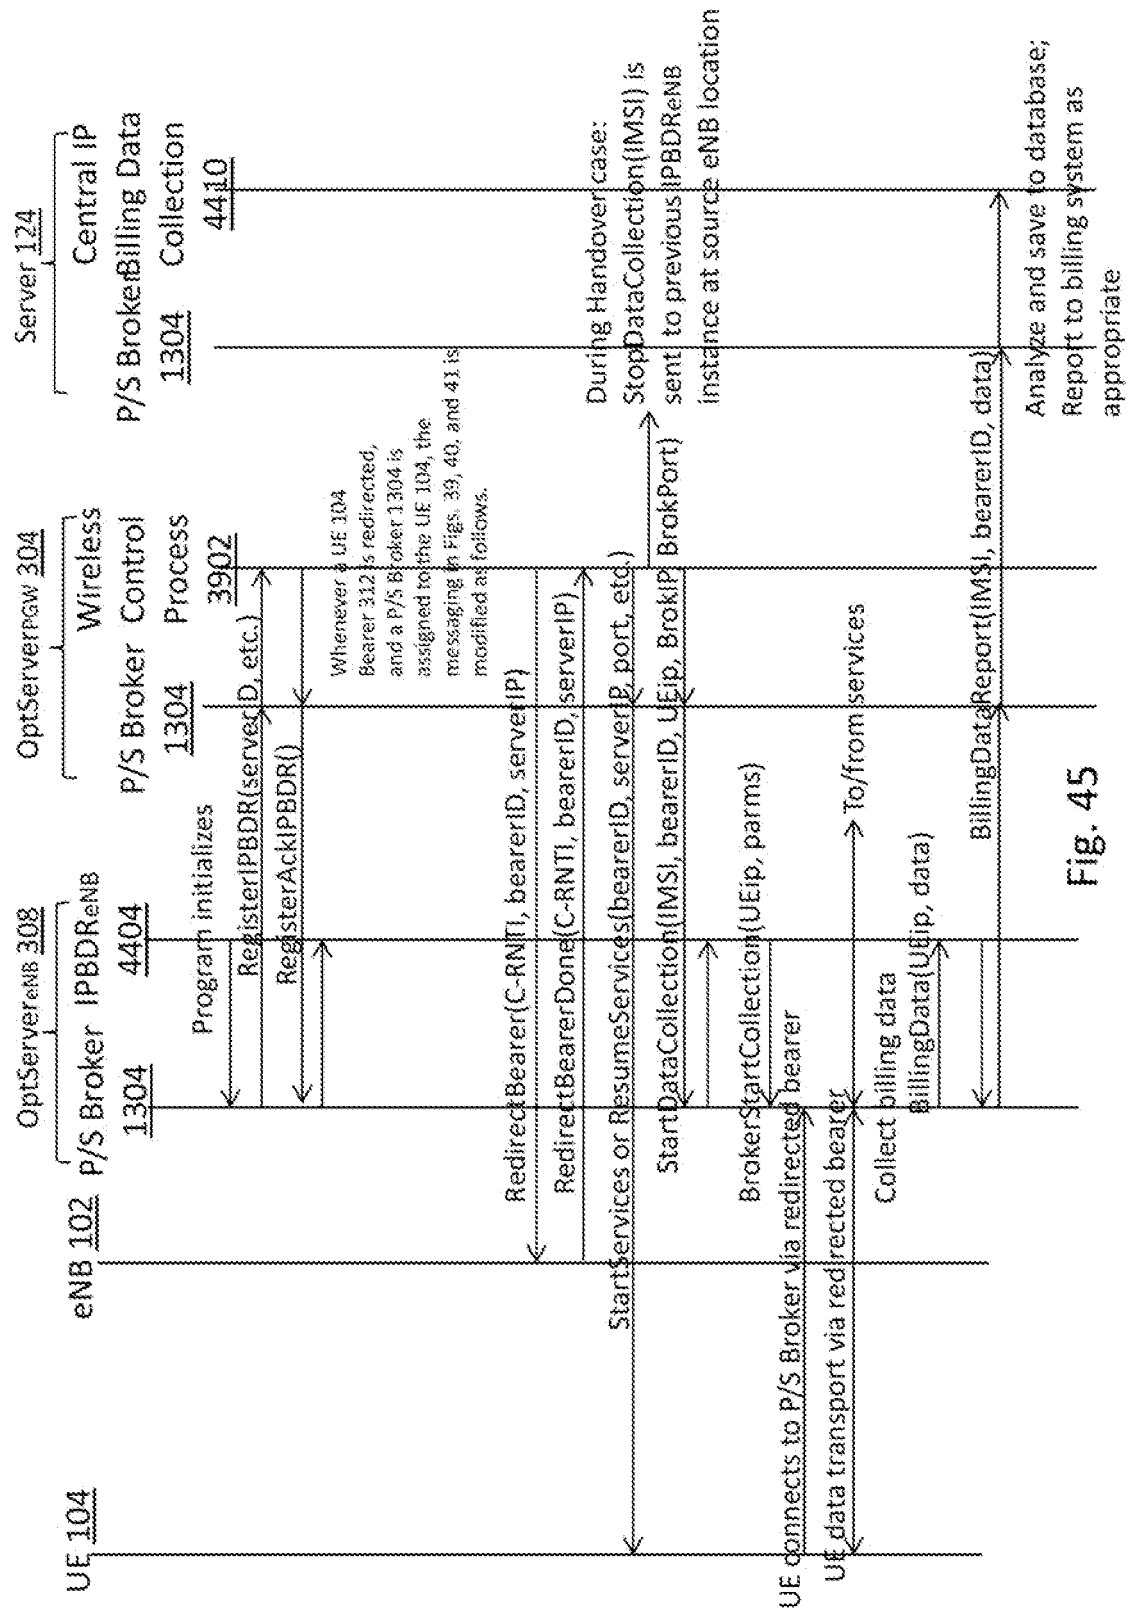 UE 104
eNB 102
OptServereNB 308
P/S Broker
1304
IPBDReNB
4404
OptServerPGW 304
P/S Broker
1304
Wireless
Control
Process
3902
Server 124
P/S Broker
1304
Central IP
Billing Data
Collection
4410
Program initializes
RegisterIPBDR(serverID, etc.)
RegisterAckIPBDR()
Whenever a UE 104
Bearer 312 is redirected,
and a P/S Broker 1304 is
assigned to the UE 104, the
messaging in Figs. 39, 40, and 41 is
modified as follows.
RedirectBearer(C-RNTI, bearerID, serverIP)
RedirectBearerDone(C-RNTI, bearerID, serverIP)
StartServices or ResumeServices(bearerID, serverIP, port, etc.)
During Handover case:
StopDataCollection(IMSI) is
sent to previous IPBDReNB
instance at source eNB location
StartDataCollection(IMSI, bearerID, UEip, BrokIP, BrokPort)
BrokerStartCollection(UEip, parms)
UE connects to P/S Broker via redirected bearer
UE data transport via redirected bearer
To/from services
Collect billing data
BillingData(UEip, data)
BillingDataReport(IMSI, bearerID, data)
Analyze and save to database;
Report to billing system as
appropriate
Fig. 45